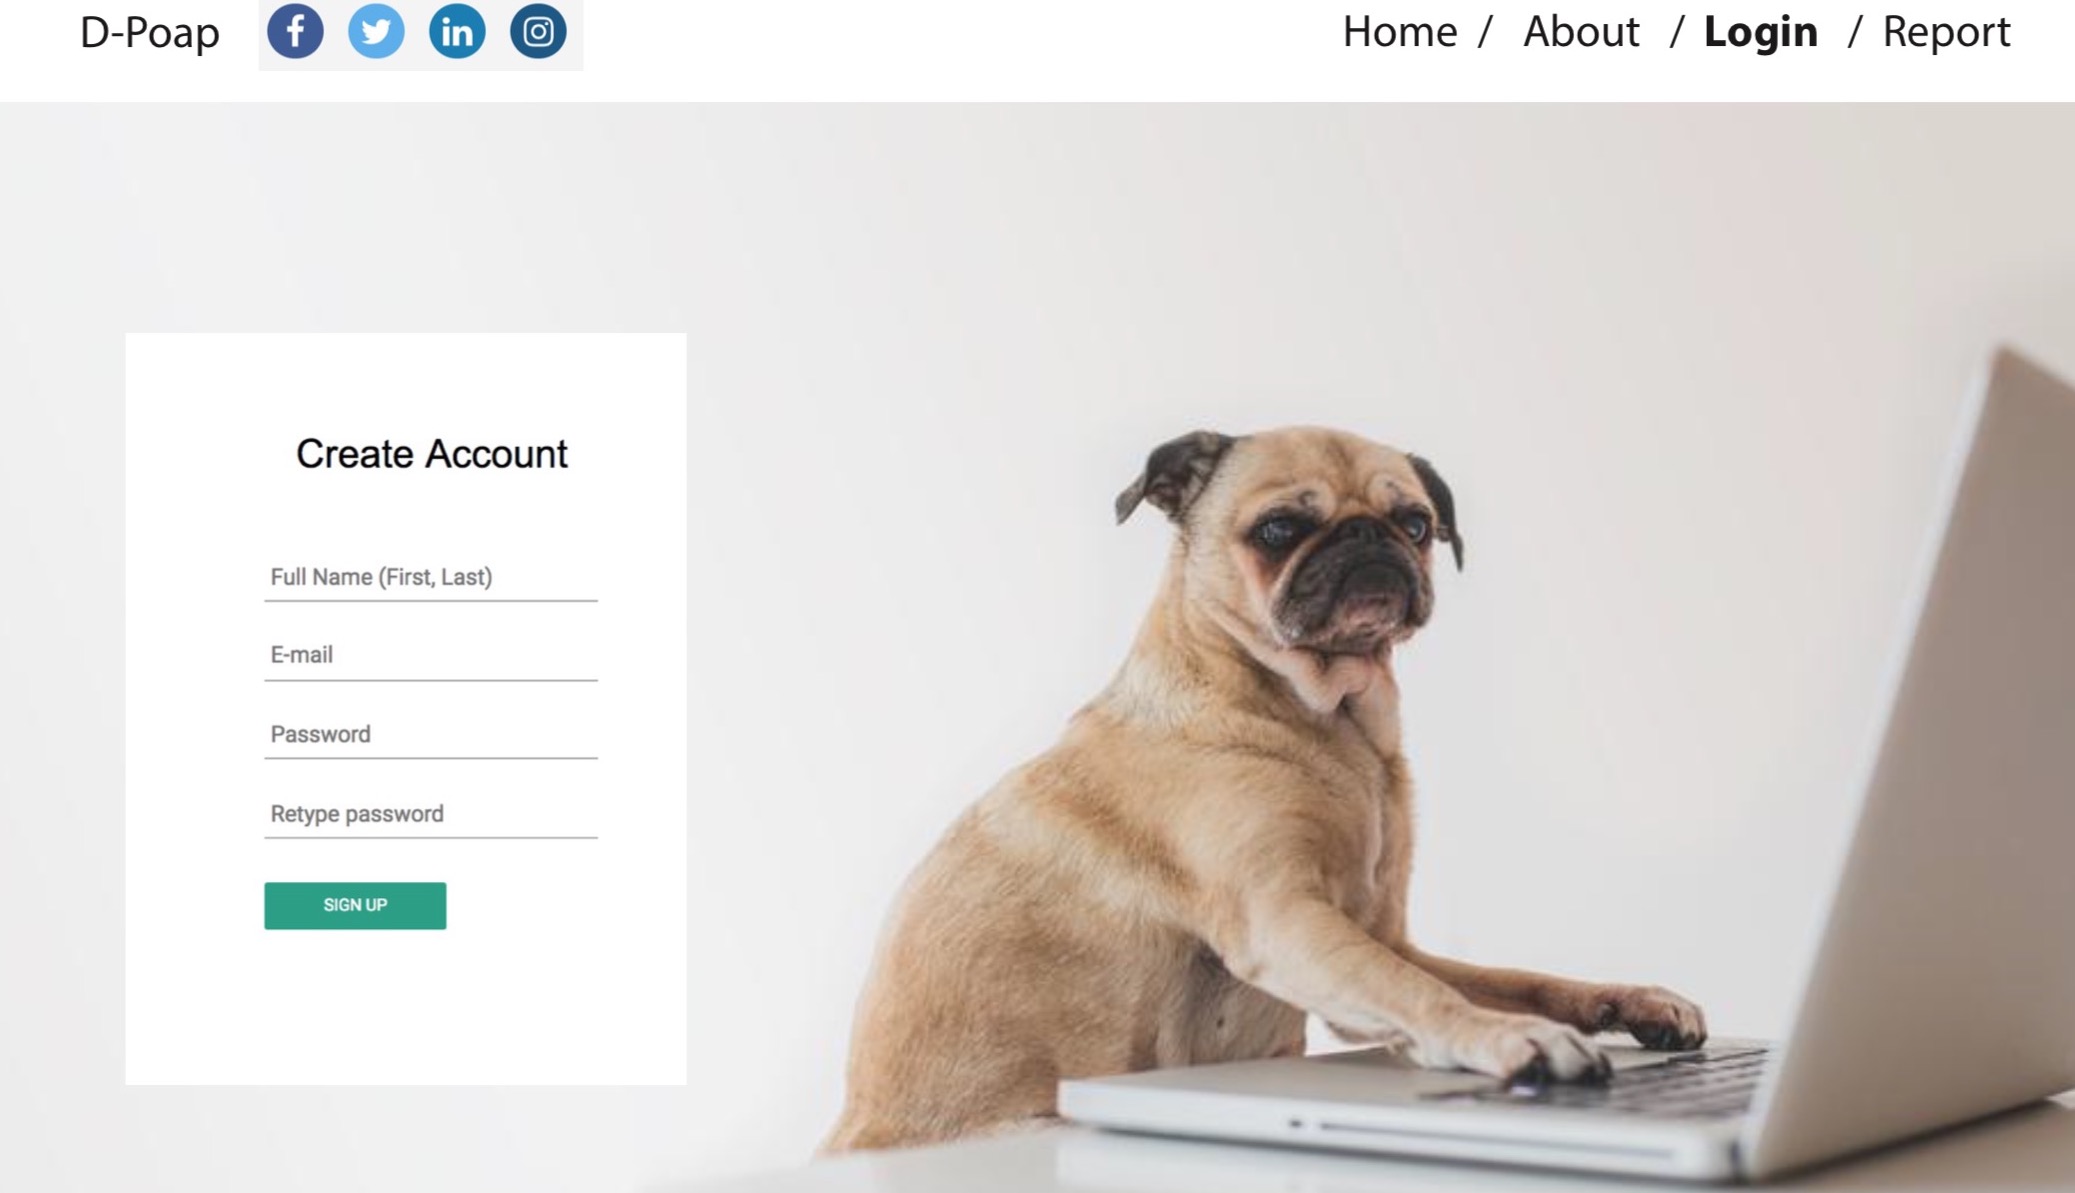 D-Poap
Home / About / Login / Report
Create Account
Full Name (First, Last)
E-mail
Password
Retype password
SIGN UP